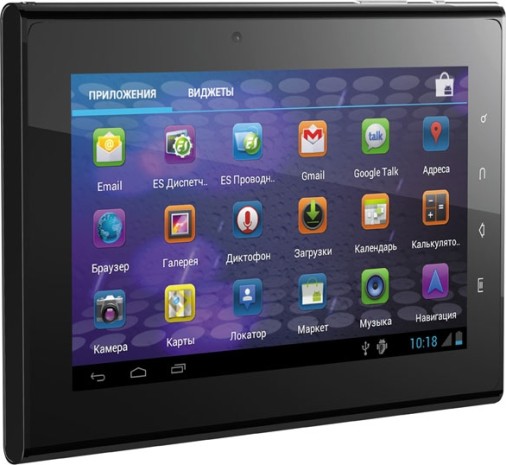 ПРИЛОЖЕНИЯ ВИДЖЕТЫ
Email ES Диспетч.. ES Проводн.. Gmail Google Talk Адреса
Браузер Галерея Диктофон Загрузки Календарь Калькулято..
Камера Карты Локатор Маркет Музыка Навигация
10:18